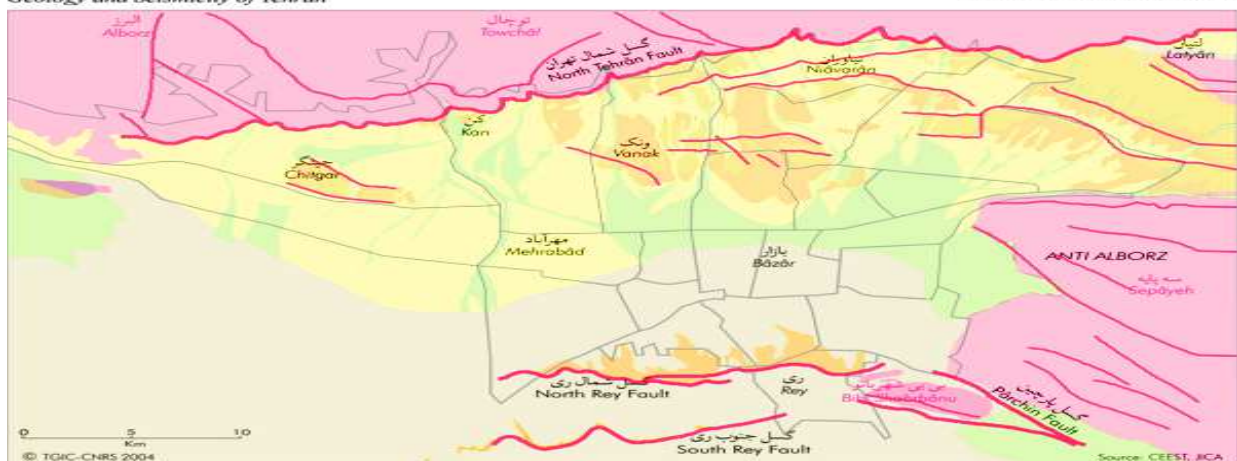 Geology and Seismicity of Tehran
البرز
Alborz
توچال
Towchâl
گسل شمال تهران
North Tehrân Fault
نیاوران
Niâvarân
لتیان
Latyân
کن
Kan
ونک
Vanak
چیتگر
Chitgar
مهرآباد
Mehrabâd
بازار
Bâzâr
ANTI ALBORZ
سه پایه
Sepâyeh
گسل شمال ری
North Rey Fault
ری
Rey
بی بی شهربانو
Bibi Shahrbânu
گسل پارچین
Pârchin Fault
گسل جنوب ری
South Rey Fault
0 5 10
Km
© TGIC-CNRS 2004
Source: CEEST, JICA